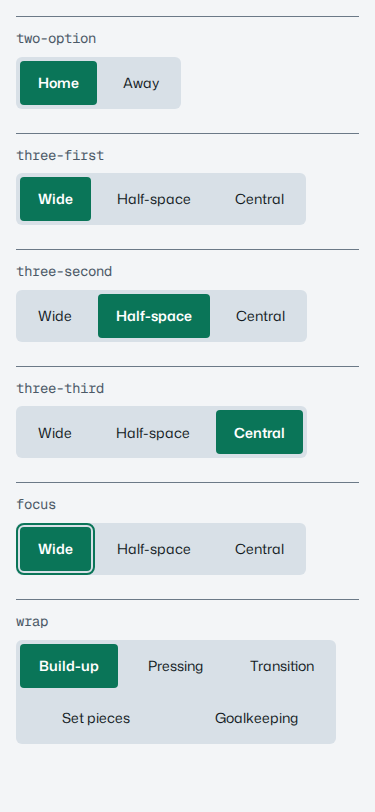 two-option
Home Away
three-first
Wide Half-space Central
three-second
Wide Half-space Central
three-third
Wide Half-space Central
focus
Wide Half-space Central
wrap
Build-up Pressing Transition
Set pieces Goalkeeping